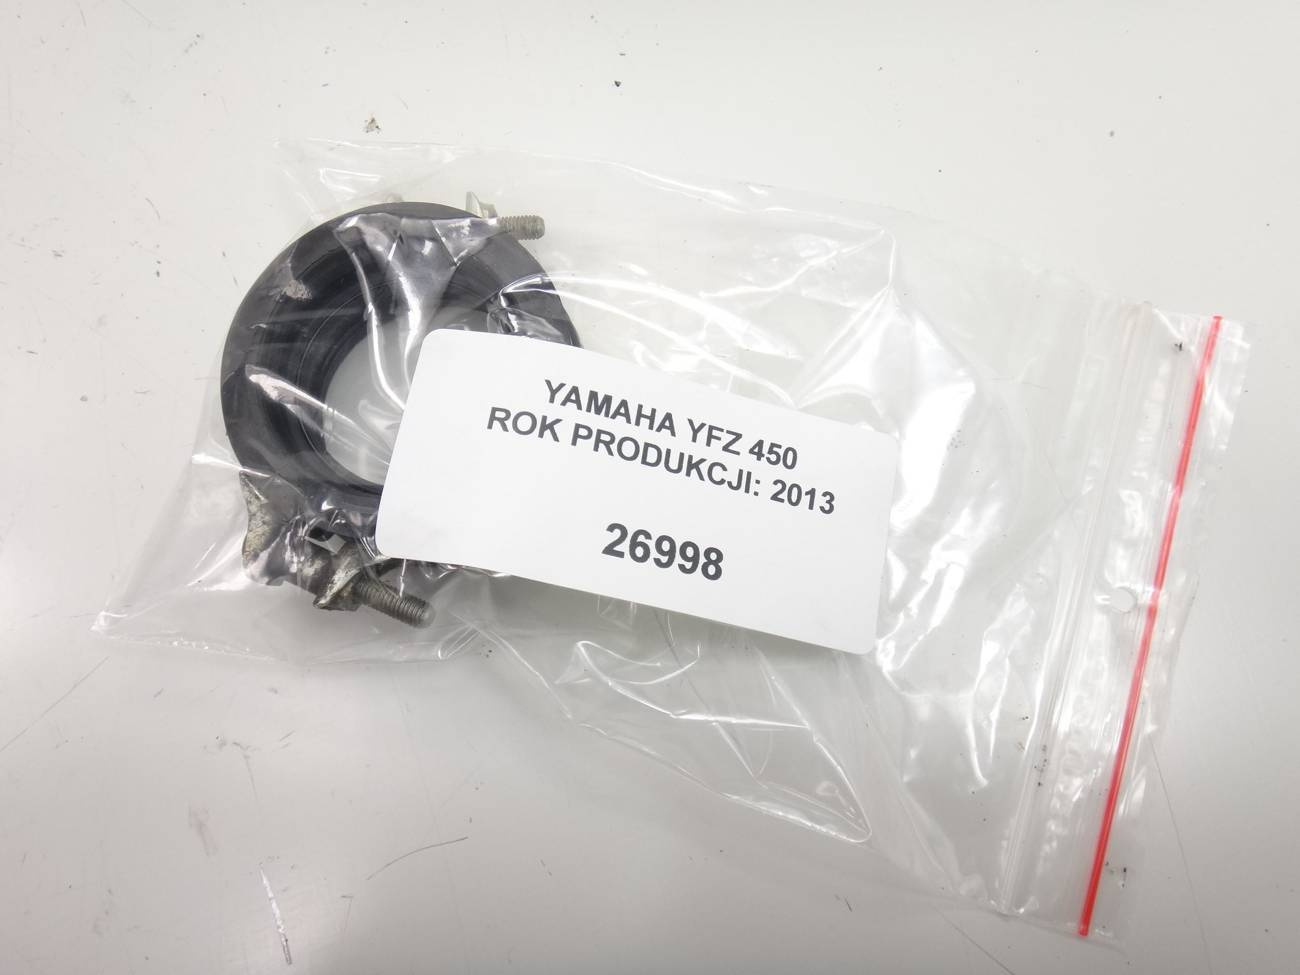 YAMAHA YFZ 450
ROK PRODUKCJI: 2013
26998